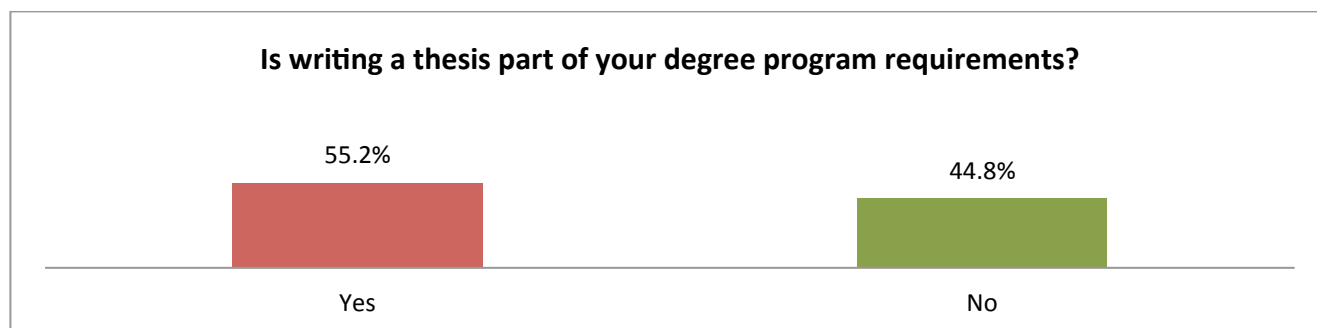 Is writing a thesis part of your degree program requirements?
55.2%
44.8%
Yes
No